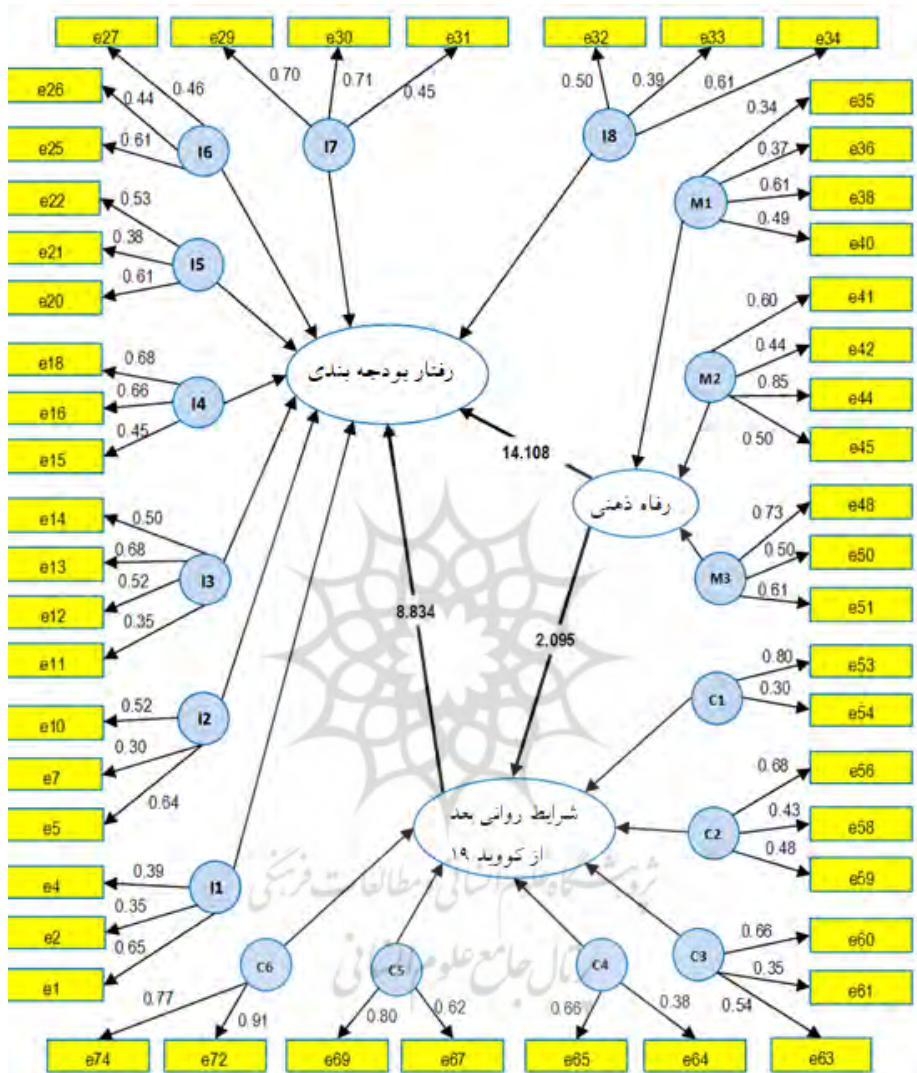 e27 e29 e30 e31 e32 e33 e34
0.46 0.70 0.71 0.45 0.50 0.39 0.61
e26 0.44 I6 I7 I8 0.34 e35
e25 0.61 0.37 e36
e22 0.53 M1 0.61 e38
e21 0.38 I5 0.49 e40
e20 0.61
0.60 e41
e18 0.68 رفتار بودجه بندی M2 0.44 e42
e16 0.66 I4 0.85 e44
e15 0.45 0.50 e45
14.108
e14 0.50 رفاه ذهنی 0.73 e48
e13 0.68 I3 M3 0.50 e50
e12 0.52 0.61 e51
e11 0.35 8.834 2.095
0.80 e53
e10 0.52 I2 C1 0.30 e54
e7 0.30 0.68 e56
e5 0.64 شرایط روانی بعد C2 0.43 e58
از کووید ۱۹ 0.48 e59
پژوهشگاه علوم انسانی و مطالعات فرهنگی
e4 0.39 I1 0.66 e60
e2 0.35 C3 0.35 e61
e1 0.65 C6 C5 C4 0.54
پرتال جامع علوم انسانی
0.77 0.91 0.80 0.62 0.66 0.38
e74 e72 e69 e67 e65 e64 e63